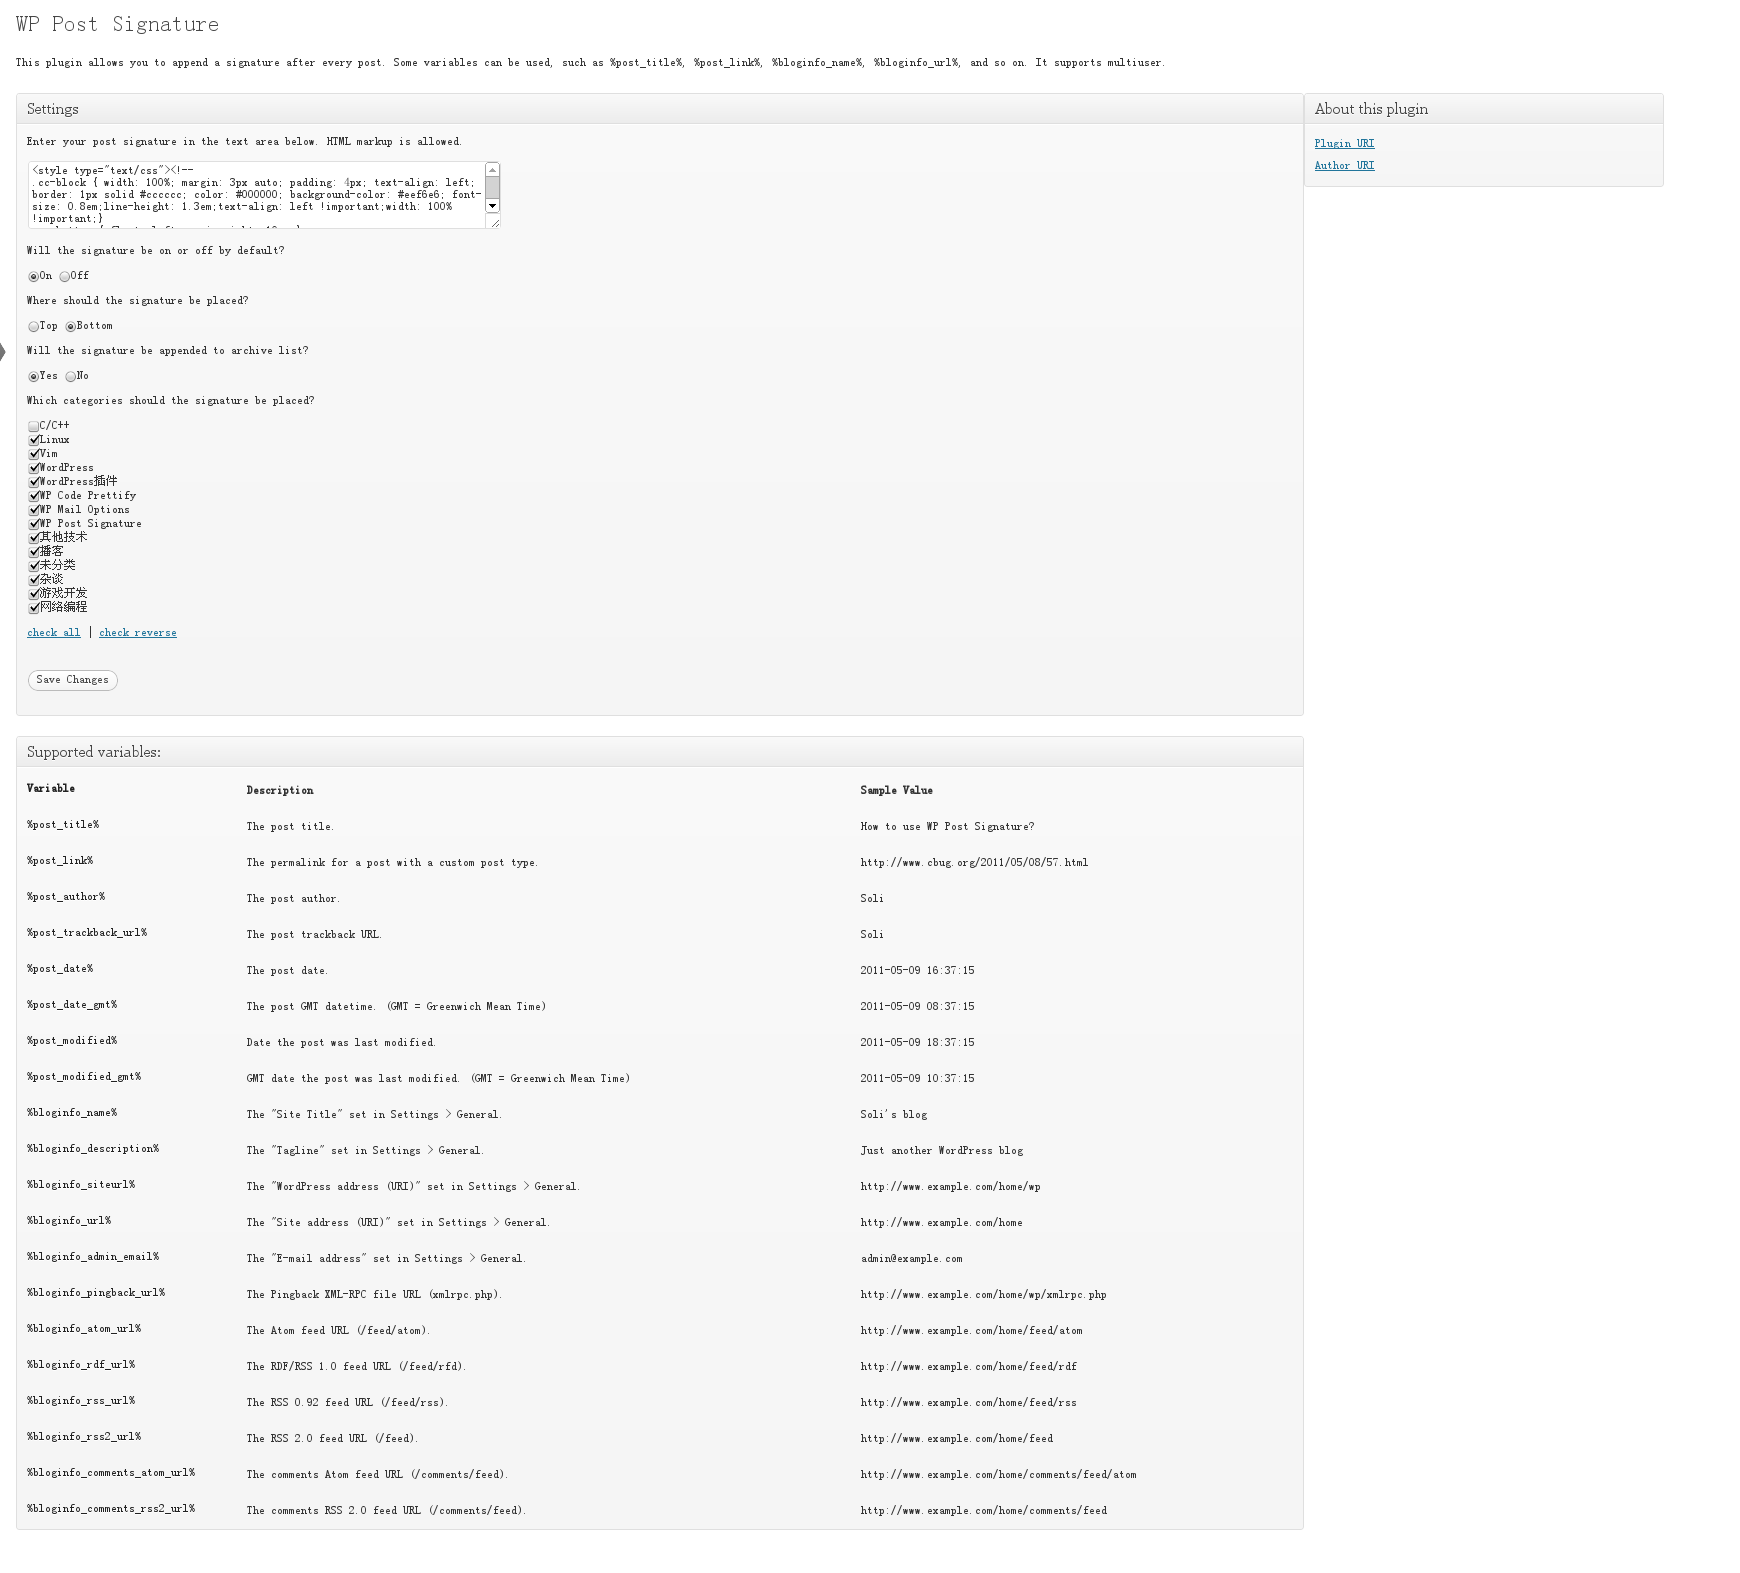 WP Post Signature
This plugin allows you to append a signature after every post. Some variables can be used, such as %post_title%, %post_link%, %bloginfo_name%, %bloginfo_url%, and so on. It supports multiuser.
Settings
Enter your post signature in the text area below. HTML markup is allowed.
<style type="text/css"><!--
.cc-block { width: 100%; margin: 3px auto; padding: 4px; text-align: left;
border: 1px solid #cccccc; color: #000000; background-color: #eef6e6; font-
size: 0.8em;line-height: 1.3em;text-align: left !important;width: 100%
!important;}
Will the signature be on or off by default?
On Off
Where should the signature be placed?
Top Bottom
Will the signature be appended to archive list?
Yes No
Which categories should the signature be placed?
C/C++
Linux
Vim
WordPress
WordPress插件
WP Code Prettify
WP Mail Options
WP Post Signature
其他技术
播客
未分类
杂谈
游戏开发
网络编程
check all | check reverse
Save Changes
About this plugin
Plugin URI
Author URI
Supported variables:
Variable Description Sample Value
%post_title% The post title. How to use WP Post Signature?
%post_link% The permalink for a post with a custom post type. http://www.cbug.org/2011/05/08/57.html
%post_author% The post author. Soli
%post_trackback_url% The post trackback URL. Soli
%post_date% The post date. 2011-05-09 16:37:15
%post_date_gmt% The post GMT datetime. (GMT = Greenwich Mean Time) 2011-05-09 08:37:15
%post_modified% Date the post was last modified. 2011-05-09 18:37:15
%post_modified_gmt% GMT date the post was last modified. (GMT = Greenwich Mean Time) 2011-05-09 10:37:15
%bloginfo_name% The "Site Title" set in Settings > General. Soli's blog
%bloginfo_description% The "Tagline" set in Settings > General. Just another WordPress blog
%bloginfo_siteurl% The "WordPress address (URI)" set in Settings > General. http://www.example.com/home/wp
%bloginfo_url% The "Site address (URI)" set in Settings > General. http://www.example.com/home
%bloginfo_admin_email% The "E-mail address" set in Settings > General. admin@example.com
%bloginfo_pingback_url% The Pingback XML-RPC file URL (xmlrpc.php). http://www.example.com/home/wp/xmlrpc.php
%bloginfo_atom_url% The Atom feed URL (/feed/atom). http://www.example.com/home/feed/atom
%bloginfo_rdf_url% The RDF/RSS 1.0 feed URL (/feed/rfd). http://www.example.com/home/feed/rdf
%bloginfo_rss_url% The RSS 0.92 feed URL (/feed/rss). http://www.example.com/home/feed/rss
%bloginfo_rss2_url% The RSS 2.0 feed URL (/feed). http://www.example.com/home/feed
%bloginfo_comments_atom_url% The comments Atom feed URL (/comments/feed). http://www.example.com/home/comments/feed/atom
%bloginfo_comments_rss2_url% The comments RSS 2.0 feed URL (/comments/feed). http://www.example.com/home/comments/feed